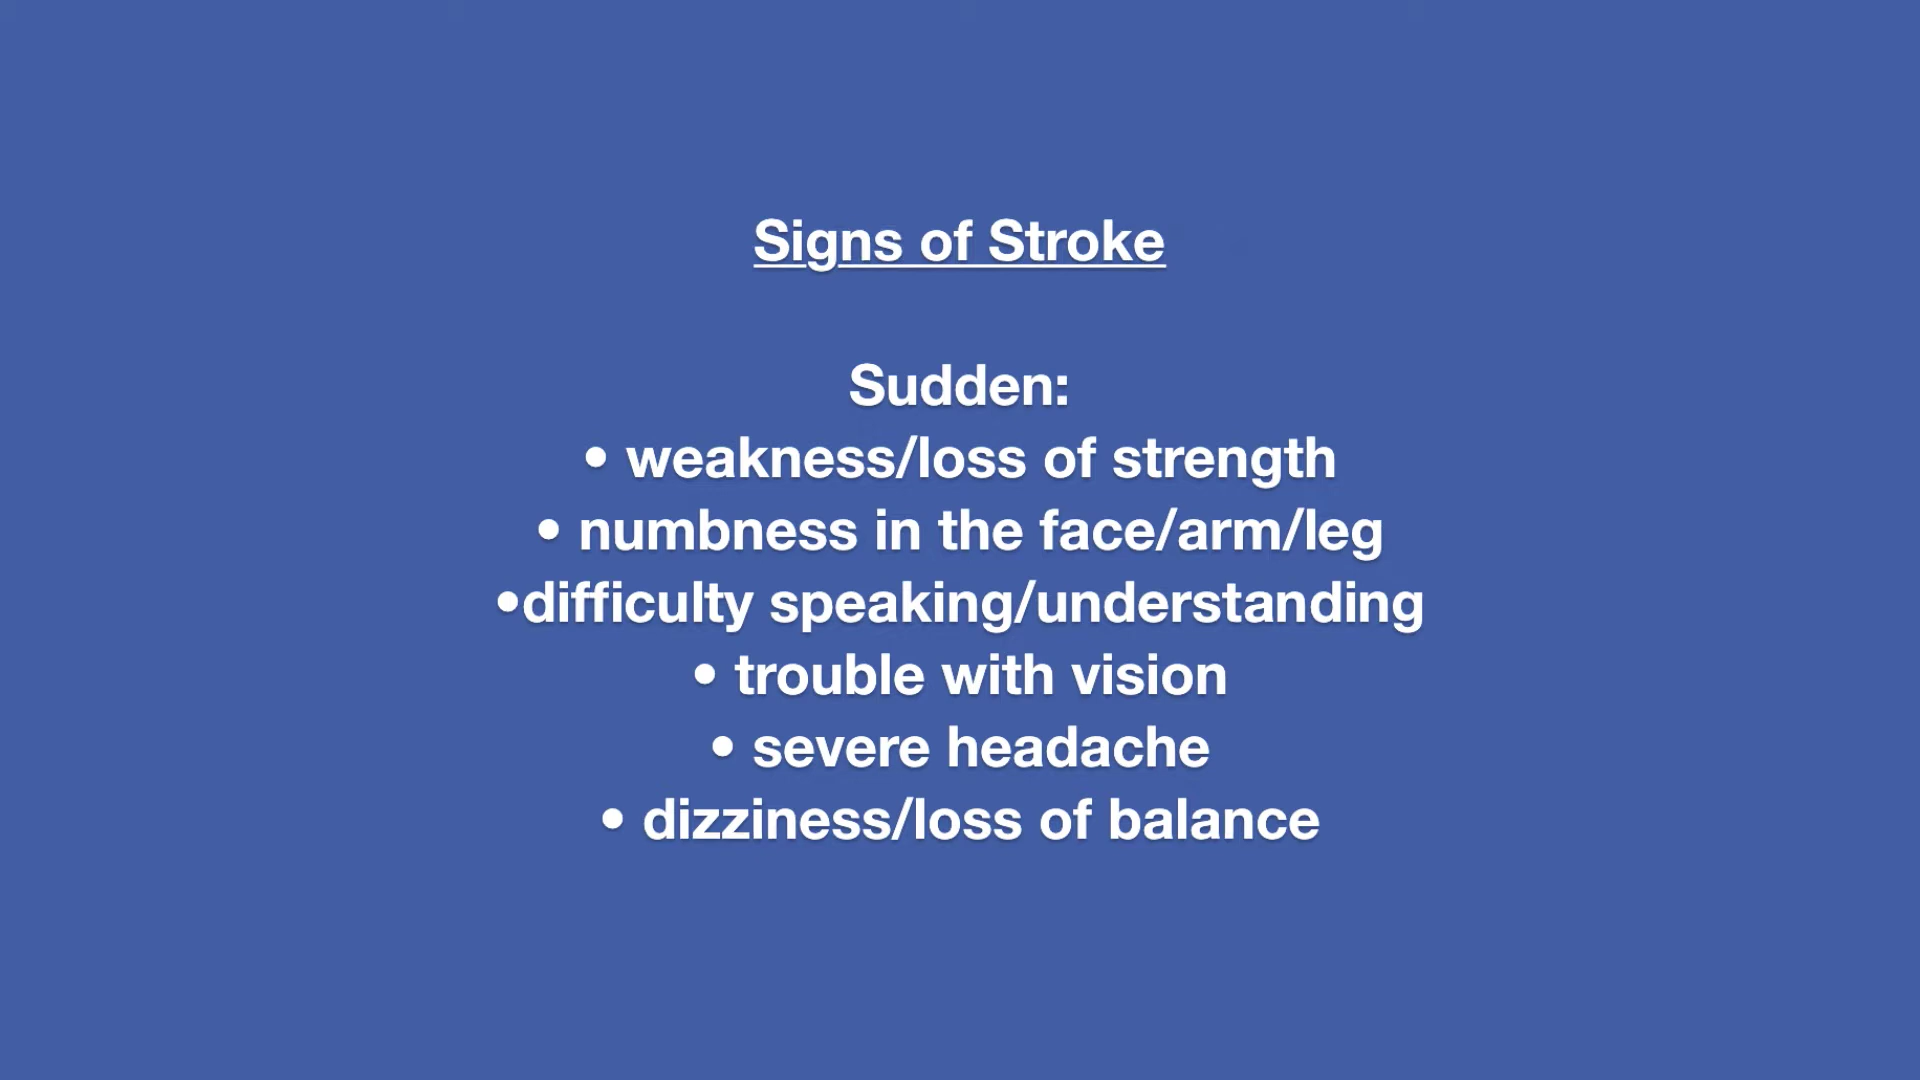 Signs of Stroke
Sudden:
• weakness/loss of strength
• numbness in the face/arm/leg
•difficulty speaking/understanding
• trouble with vision
• severe headache
• dizziness/loss of balance